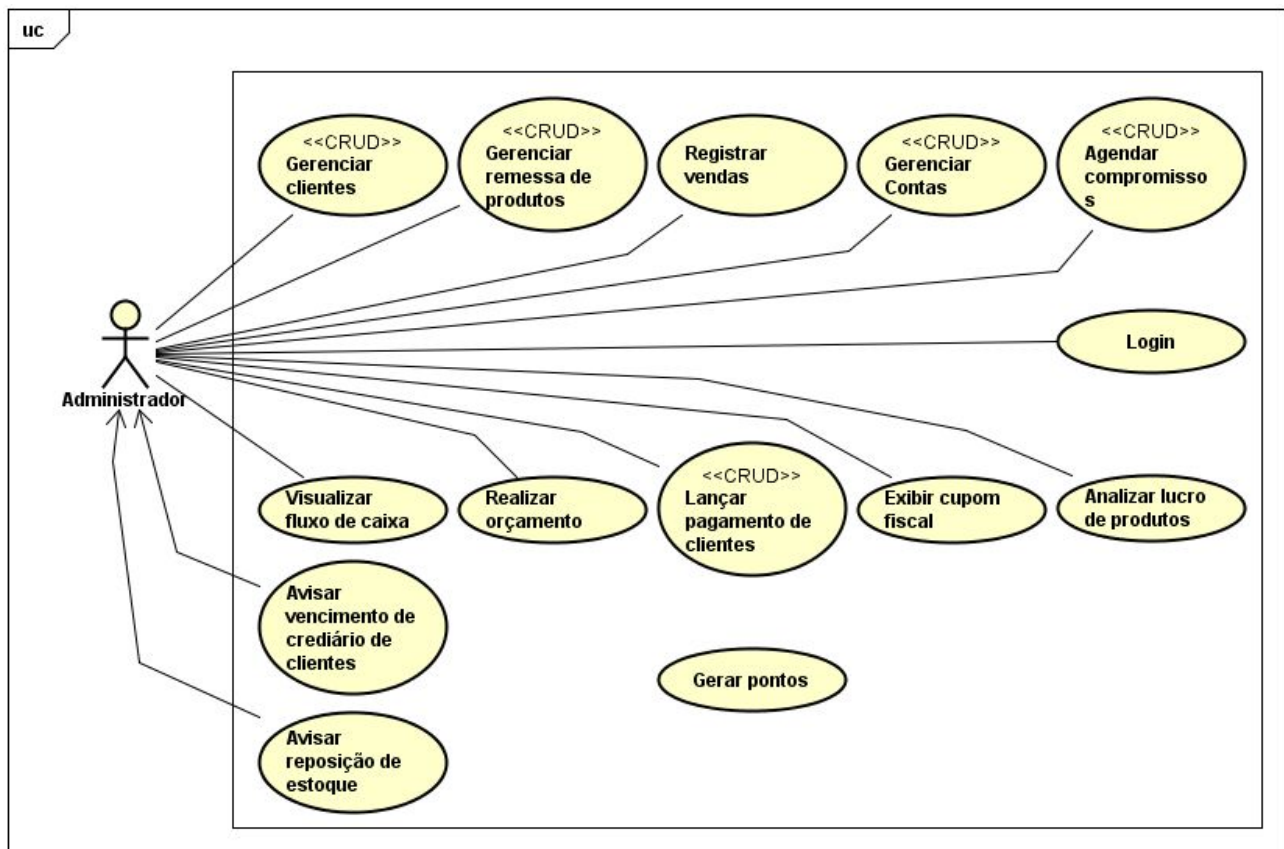 uc
<<CRUD>>
Gerenciar
clientes
<<CRUD>>
Gerenciar
remessa de
produtos
Registrar
vendas
<<CRUD>>
Gerenciar
Contas
<<CRUD>>
Agendar
compromisso
s
Login
Administrador
Visualizar
fluxo de caixa
Realizar
orçamento
<<CRUD>>
Lançar
pagamento de
clientes
Exibir cupom
fiscal
Analizar lucro
de produtos
Avisar
vencimento de
crediário de
clientes
Gerar pontos
Avisar
reposição de
estoque